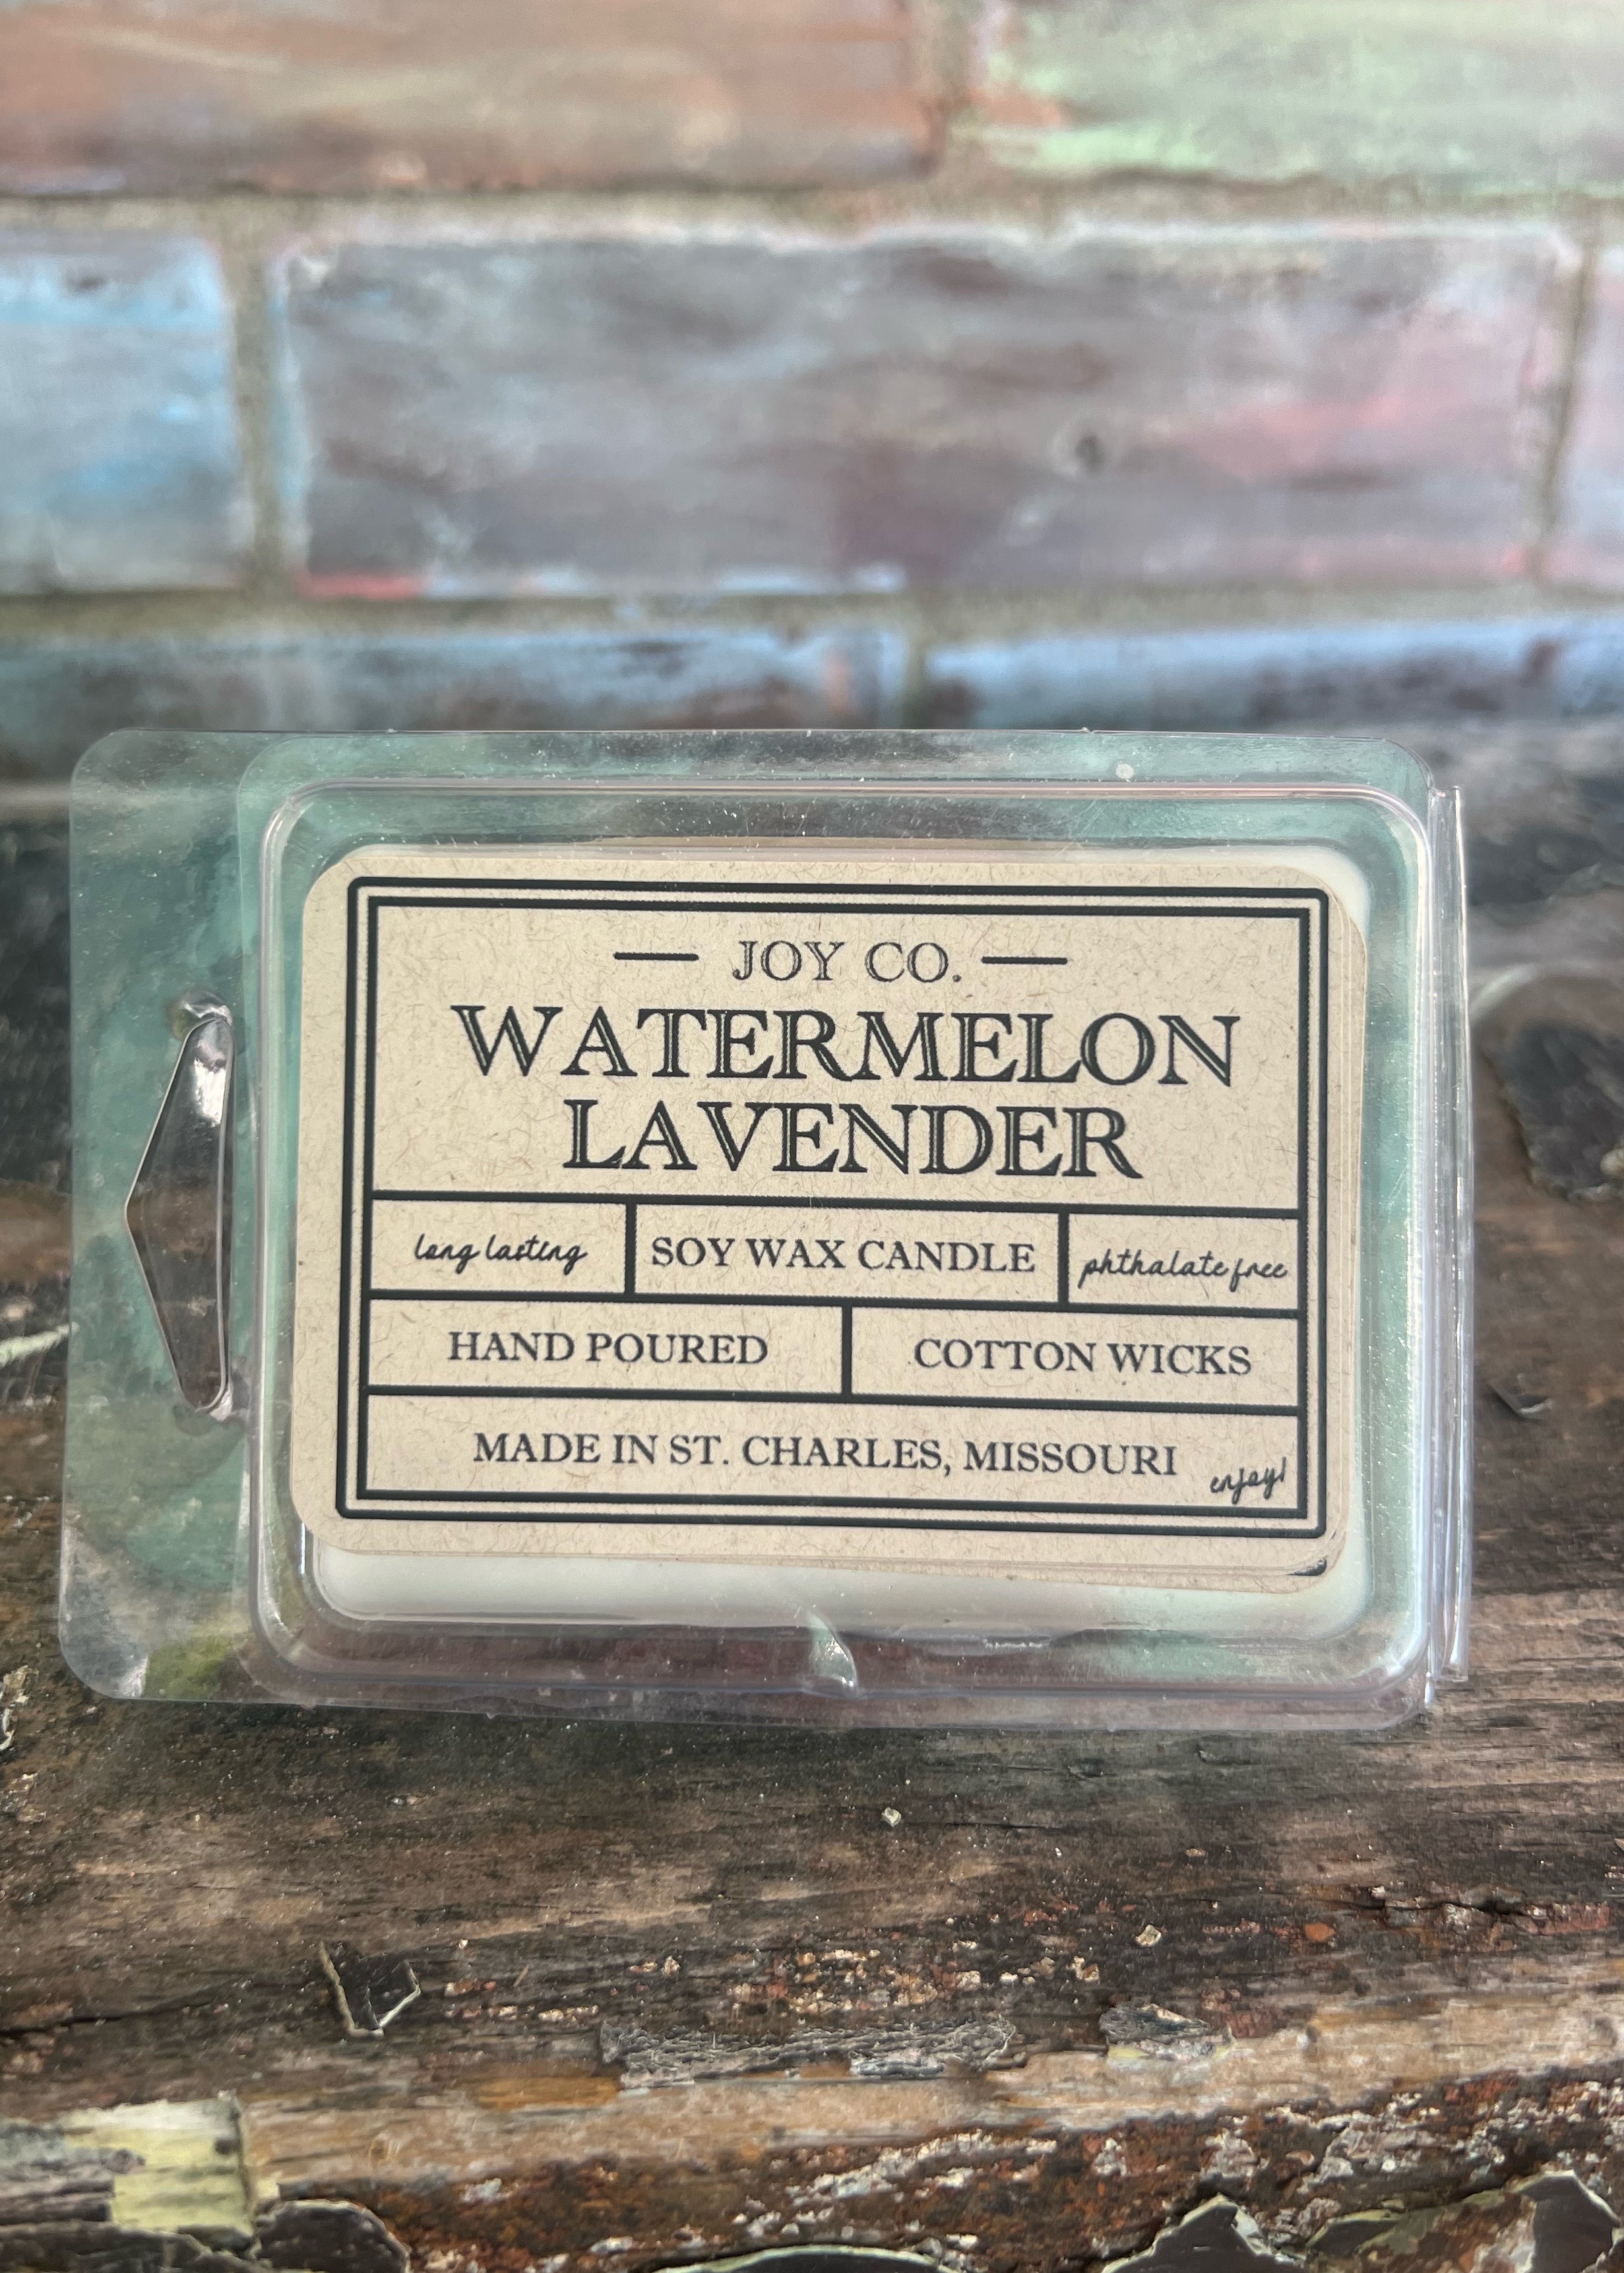 JOY CO.
WATERMELON
LAVENDER
long lasting
SOY WAX CANDLE
phthalate free
HAND POURED
COTTON WICKS
MADE IN ST. CHARLES, MISSOURI
enjoy!